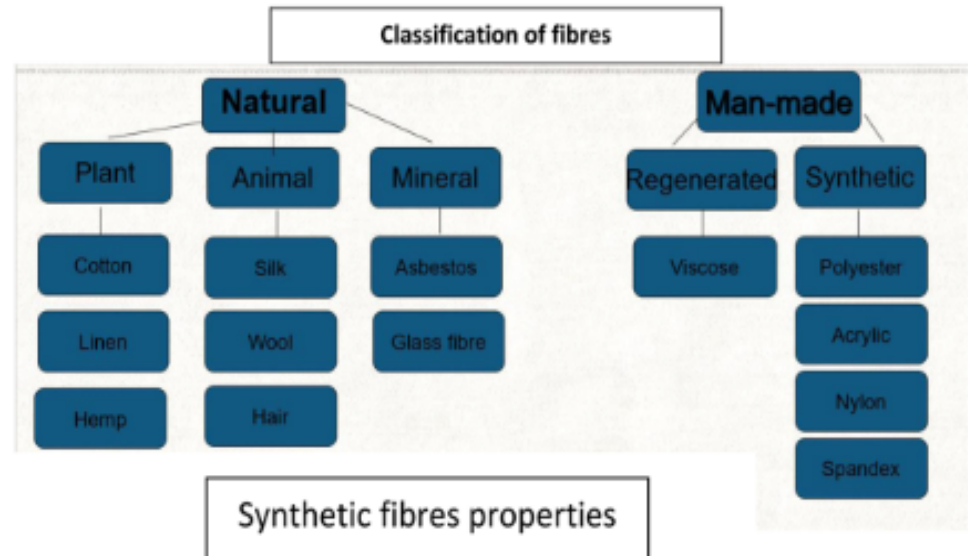 Classification of fibres
Natural
Man-made
Plant
Animal
Mineral
Regenerated
Synthetic
Cotton
Silk
Asbestos
Viscose
Polyester
Linen
Wool
Glass fibre
Acrylic
Hemp
Hair
Nylon
Spandex
Synthetic fibres properties